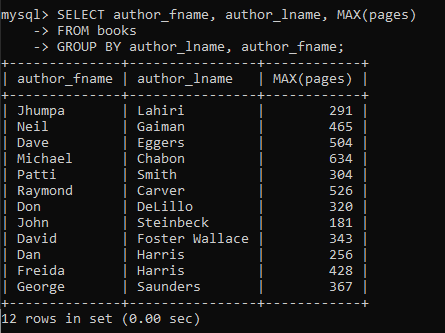 mysql> SELECT author_fname, author_lname, MAX(pages)
    -> FROM books
    -> GROUP BY author_lname, author_fname;
+--------------+----------------+------------+
| author_fname | author_lname   | MAX(pages) |
+--------------+----------------+------------+
| Jhumpa       | Lahiri         |        291 |
| Neil         | Gaiman         |        465 |
| Dave         | Eggers         |        504 |
| Michael      | Chabon         |        634 |
| Patti        | Smith          |        304 |
| Raymond      | Carver         |        526 |
| Don          | DeLillo        |        320 |
| John         | Steinbeck      |        181 |
| David        | Foster Wallace |        343 |
| Dan          | Harris         |        256 |
| Freida       | Harris         |        428 |
| George       | Saunders       |        367 |
+--------------+----------------+------------+
12 rows in set (0.00 sec)